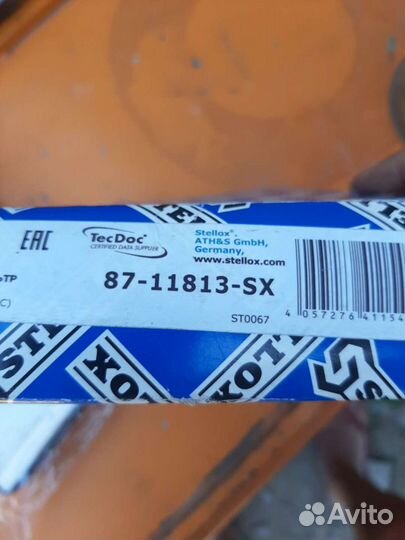 EAC
TecDoc
CERTIFIED DATA SUPPLIER
Stellox®.
ATH&S GmbH,
Germany,
www.stellox.com
ЬТР
С)
87-11813-SX
ST0067
4 057276 41154
Avito